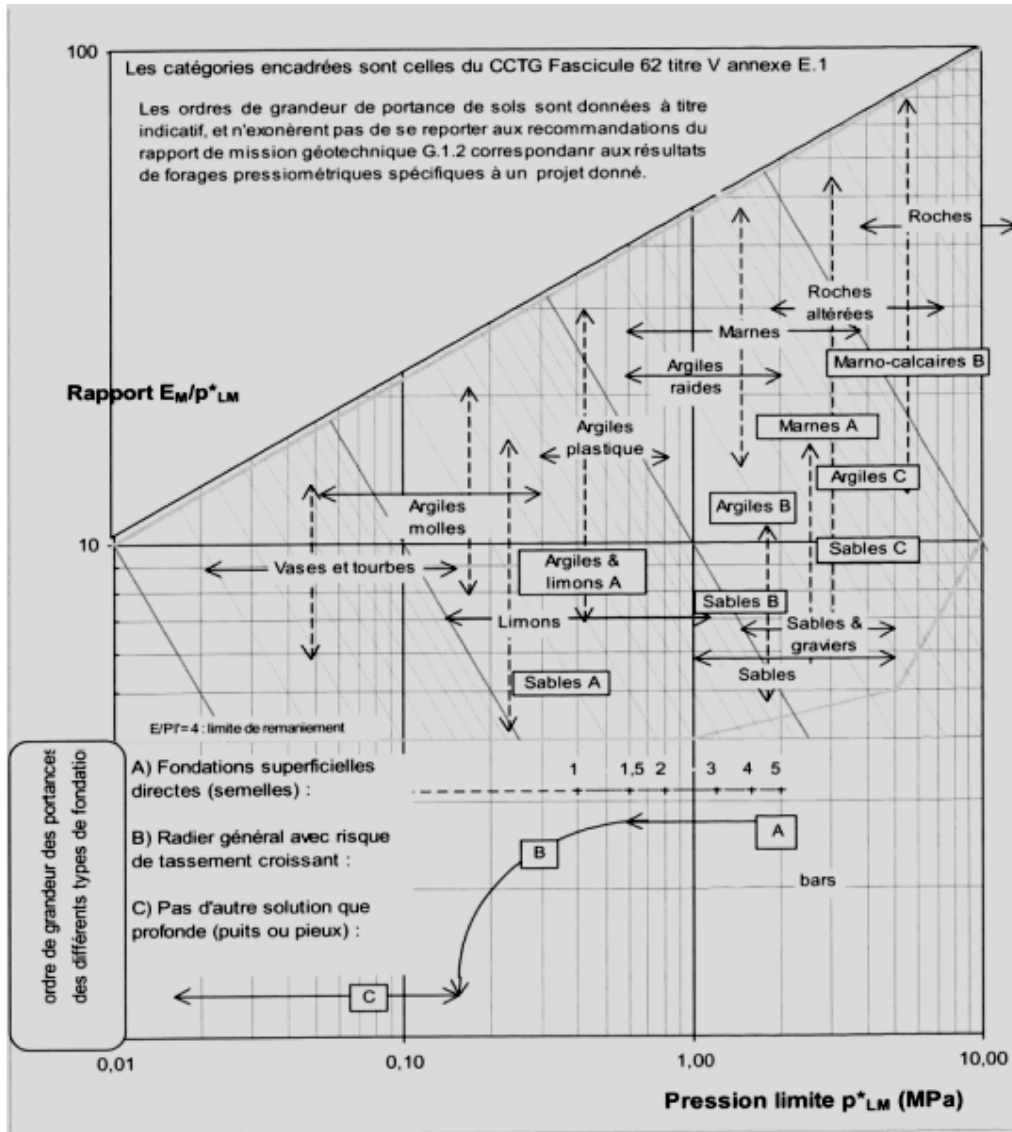 100
Les catégories encadrées sont celles du CCTG Fascicule 62 titre V annexe E.1
Les ordres de grandeur de portance de sols sont données à titre
indicatif, et n'exonèrent pas de se reporter aux recommandations du
rapport de mission géotechnique G.1.2 correspondanr aux résultats
de forages pressiométriques spécifiques à un projet donné.
Roches
Roches
altérées
Marnes
Marno-calcaires B
Argiles
raides
Rapport EM/p*LM
Argiles
plastique
Marnes A
Argiles C
Argiles
molles
Argiles B
10
Sables C
Vases et tourbes
Argiles &
limons A
Sables B
Limons
Sables &
graviers
Sables
Sables A
E/Pl'=4 : limite de remaniement
ordre de grandeur des portances
des différents types de fondatio
A) Fondations superficielles
directes (semelles) :
1 1,5 2 3 4 5
A
B) Radier général avec risque
de tassement croissant :
B
bars
C) Pas d'autre solution que
profonde (puits ou pieux) :
C
0,01 0,10 1,00 10,00
Pression limite p*LM (MPa)